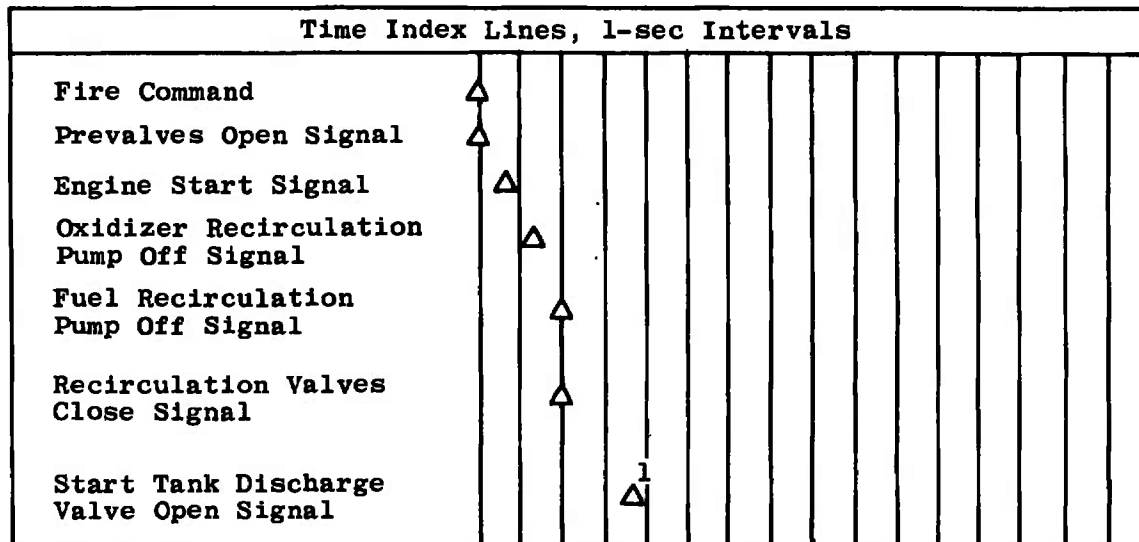 Time Index Lines, 1-sec Intervals
Fire Command
Prevalves Open Signal
Engine Start Signal
Oxidizer Recirculation
Pump Off Signal
Fuel Recirculation
Pump Off Signal
Recirculation Valves
Close Signal
1
Start Tank Discharge
Valve Open Signal